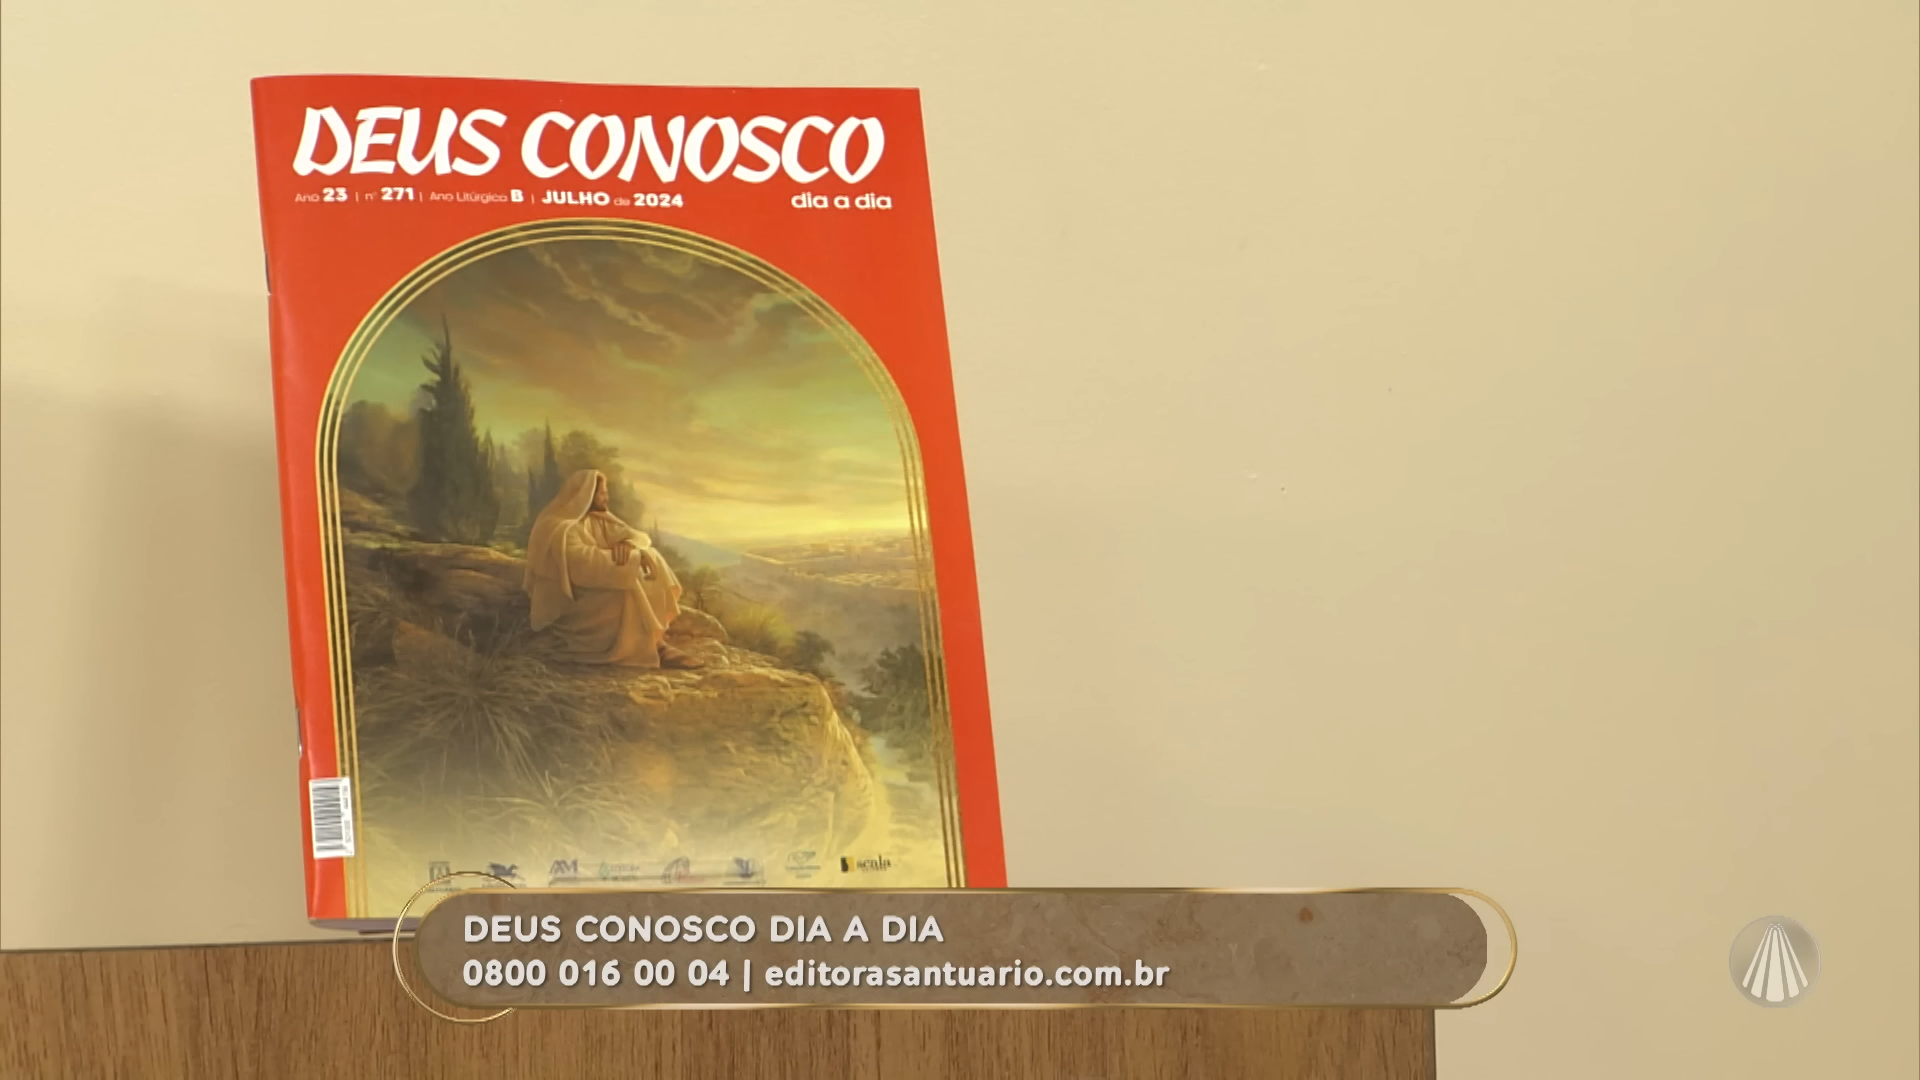 DEUS CONOSCO
Ano 23 | nº 271 | Ano Litúrgico B | JULHO de 2024
dia a dia
scala
DEUS CONOSCO DIA A DIA
0800 016 00 04 | editorasantuario.com.br